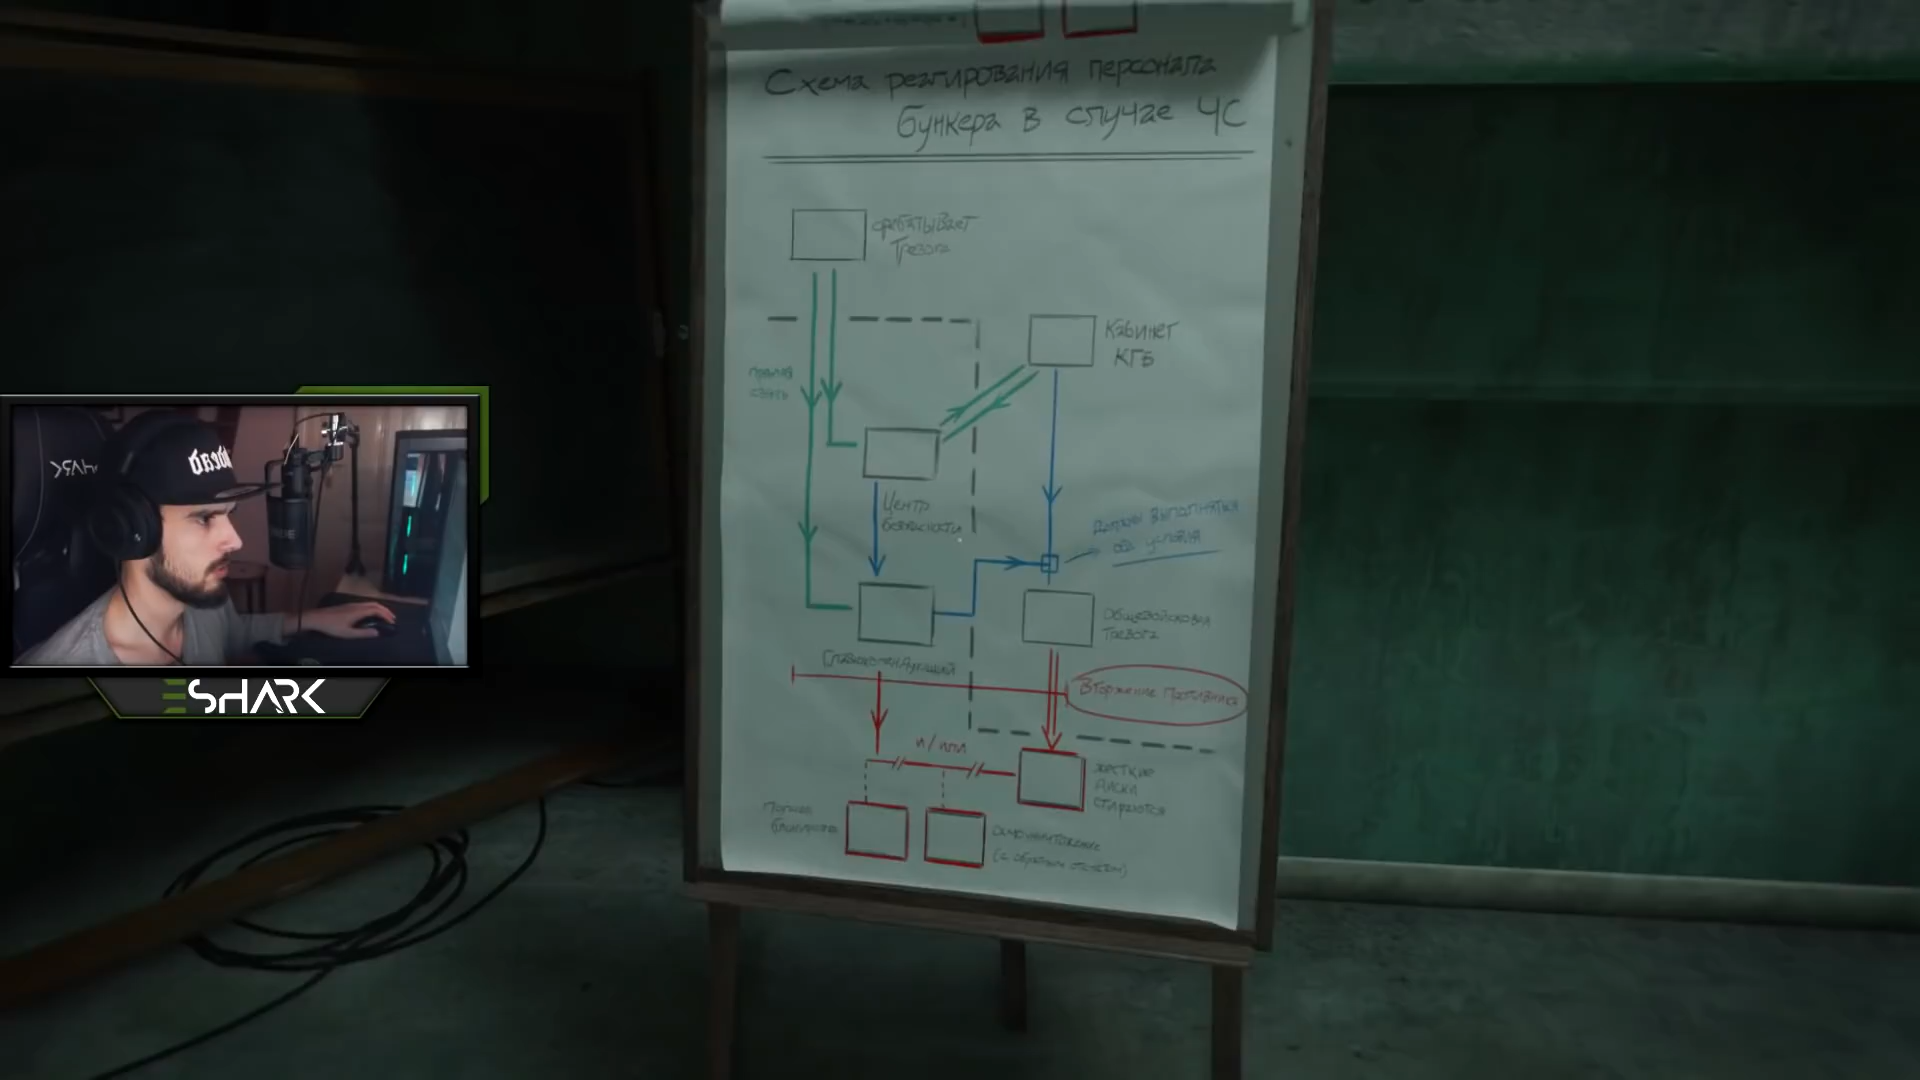 Схема реагирования персонала
бункера в случае ЧС
срабатывает
Тревога
Кабинет
КГБ
прямая
связь
Центр
безопасности
Должны выполняться
оба условия
Общевойсковая
Тревога
Главнокомандующий
Вторжение противника
и/или
жесткие
диски
стираются
Полная
блокировка
самоуничтожение
(с обратным отсчетом)
SHARK